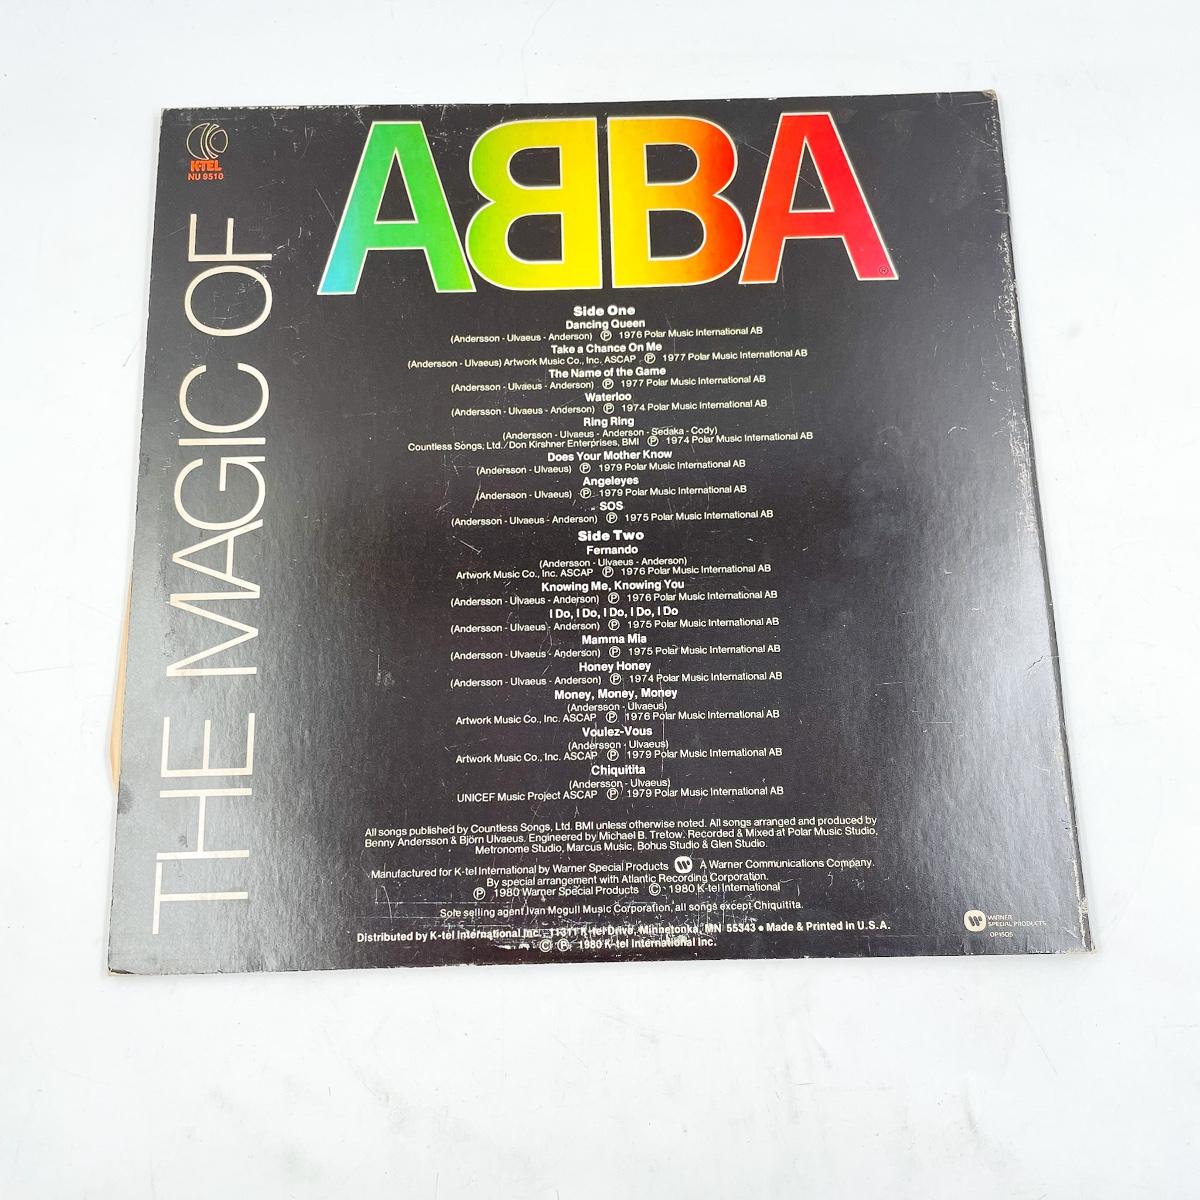 K-TEL
NU 9510
THE MAGIC OF
ABBA
®
Side One
Dancing Queen
(Andersson - Ulvaeus - Anderson) Ⓟ 1976 Polar Music International AB
Take a Chance On Me
(Andersson - Ulvaeus) Artwork Music Co., Inc. ASCAP Ⓟ 1977 Polar Music International AB
The Name of the Game
(Andersson - Ulvaeus - Anderson) Ⓟ 1977 Polar Music International AB
Waterloo
(Andersson - Ulvaeus - Anderson) Ⓟ 1974 Polar Music International AB
Ring Ring
(Andersson - Ulvaeus - Anderson - Sedaka - Cody)
Countless Songs, Ltd./Don Kirshner Enterprises, BMI Ⓟ 1974 Polar Music International AB
Does Your Mother Know
(Andersson - Ulvaeus) Ⓟ 1979 Polar Music International AB
Angeleyes
(Andersson - Ulvaeus) Ⓟ 1979 Polar Music International AB
SOS
(Andersson - Ulvaeus - Anderson) Ⓟ 1975 Polar Music International AB
Side Two
Fernando
(Andersson - Ulvaeus - Anderson)
Artwork Music Co., Inc. ASCAP Ⓟ 1976 Polar Music International AB
Knowing Me, Knowing You
(Andersson - Ulvaeus - Anderson) Ⓟ 1976 Polar Music International AB
I Do, I Do, I Do, I Do, I Do
(Andersson - Ulvaeus - Anderson) Ⓟ 1975 Polar Music International AB
Mamma Mia
(Andersson - Ulvaeus - Anderson) Ⓟ 1975 Polar Music International AB
Honey Honey
(Andersson - Ulvaeus - Anderson) Ⓟ 1974 Polar Music International AB
Money, Money, Money
(Andersson - Ulvaeus)
Artwork Music Co., Inc. ASCAP Ⓟ 1976 Polar Music International AB
Voulez-Vous
(Andersson - Ulvaeus)
Artwork Music Co., Inc. ASCAP Ⓟ 1979 Polar Music International AB
Chiquitita
(Andersson - Ulvaeus)
UNICEF Music Project ASCAP Ⓟ 1979 Polar Music International AB
All songs published by Countless Songs, Ltd. BMI unless otherwise noted. All songs arranged and produced by
Benny Andersson & Björn Ulvaeus. Engineered by Michael B. Tretow. Recorded & Mixed at Polar Music Studio,
Metronome Studio, Marcus Music, Bohus Studio & Glen Studio.
Manufactured for K-tel International by Warner Special Products A Warner Communications Company.
By special arrangement with Atlantic Recording Corporation.
Ⓟ 1980 Warner Special Products © 1980 K-tel International
Sole selling agent Ivan Mogull Music Corporation, all songs except Chiquitita.
Distributed by K-tel International Inc. 11311 K-tel Drive, Minnetonka, MN 55343 • Made & Printed in U.S.A.
© Ⓟ 1980 K-tel International Inc.
WARNER
SPECIAL PRODUCTS
OP1505